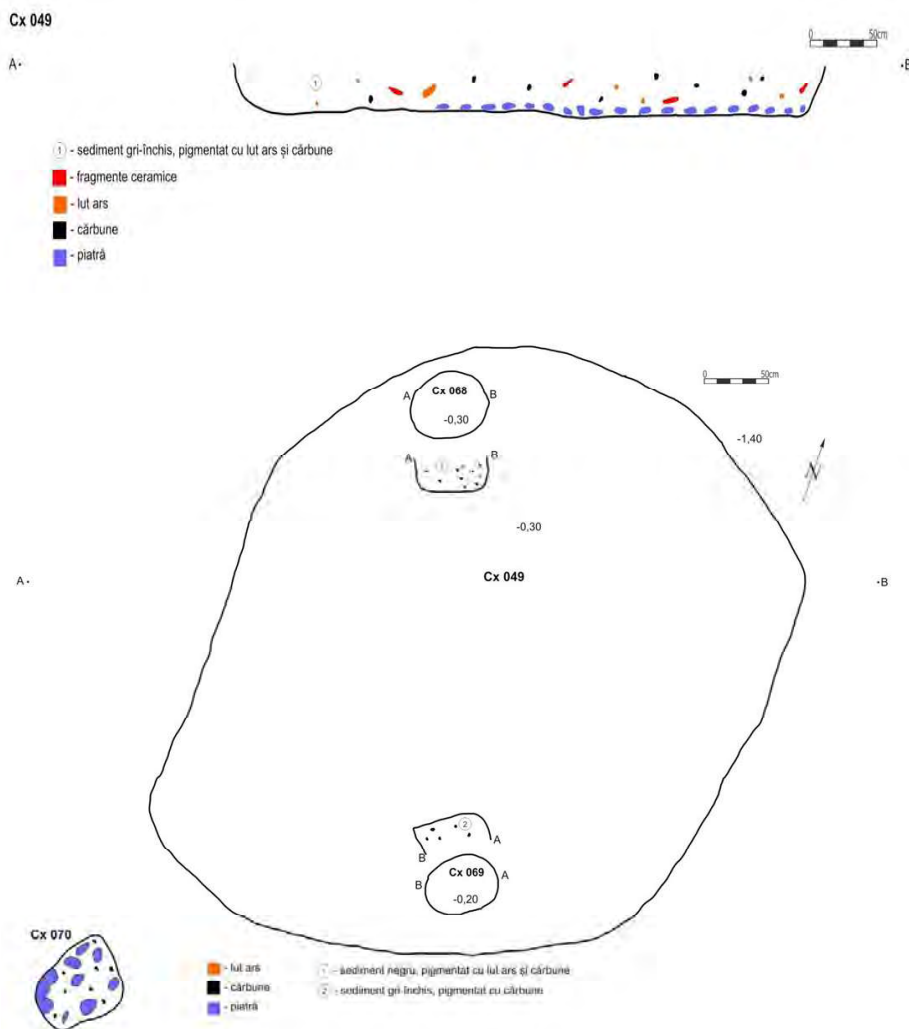 Cx 049
0 50cm
A· ·B
1
1 - sediment gri-închis, pigmentat cu lut ars și cărbune
- fragmente ceramice
- lut ars
- cărbune
- piatră
0 50cm
A Cx 068 B
-0,30
-1,40
N
A 1 B
-0,30
A· Cx 049 ·B
2
A
B
Cx 069
B A
-0,20
Cx 070
- lut ars
- cărbune
- piatră
1 - sediment negru, pigmentat cu lut ars și cărbune
2 - sediment gri-închis, pigmentat cu cărbune